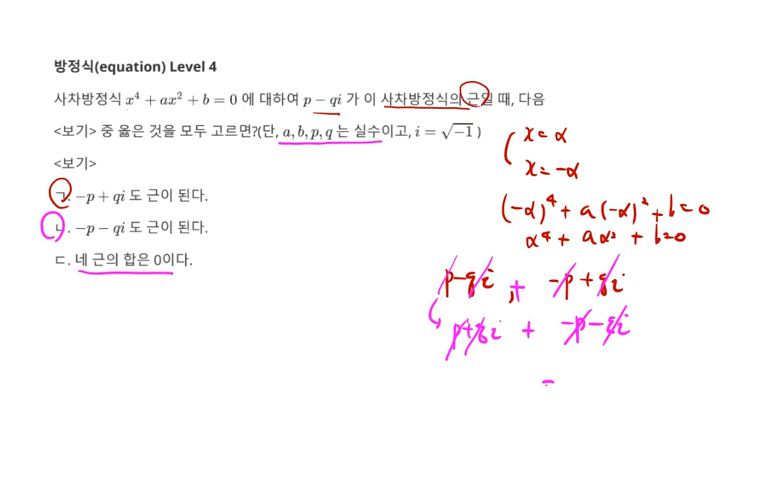 방정식(equation) Level 4
사차방정식 x⁴ + ax² + b = 0 에 대하여 p − qi 가 이 사차방정식의 근일 때, 다음
<보기> 중 옳은 것을 모두 고르면?(단, a, b, p, q 는 실수이고, i = √−1 )
<보기>
ㄱ. −p + qi 도 근이 된다.
ㄴ. −p − qi 도 근이 된다.
ㄷ. 네 근의 합은 0이다.
x = α
x = −α
(−α)⁴ + a(−α)² + b = 0
α⁴ + aα² + b = 0
p−qi , + −p+qi
p+qi + −p−qi
=